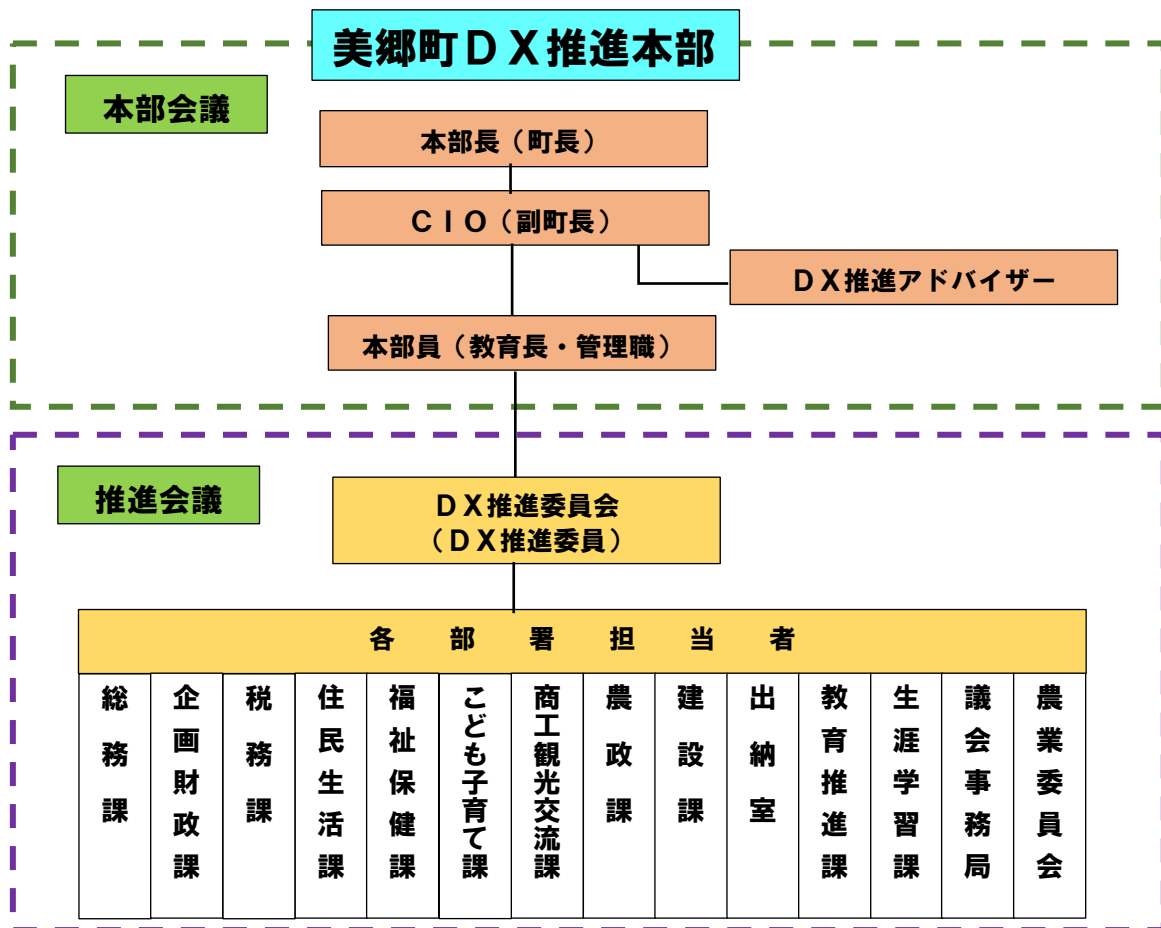 美郷町ＤＸ推進本部
本部会議
本部長（町長）
ＣＩＯ（副町長）
ＤＸ推進アドバイザー
本部員（教育長・管理職）
推進会議
ＤＸ推進委員会
（ＤＸ推進委員）
各部署担当者
総務課
企画財政課
税務課
住民生活課
福祉保健課
こども子育て課
商工観光交流課
農政課
建設課
出納室
教育推進課
生涯学習課
議会事務局
農業委員会